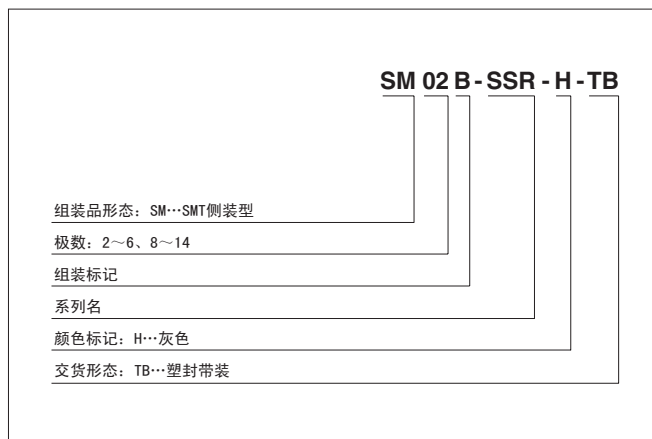 SM 02 B - SSR - H - TB
组装品形态：SM…SMT侧装型
极数：2～6、8～14
组装标记
系列名
颜色标记：H…灰色
交货形态：TB…塑封带装